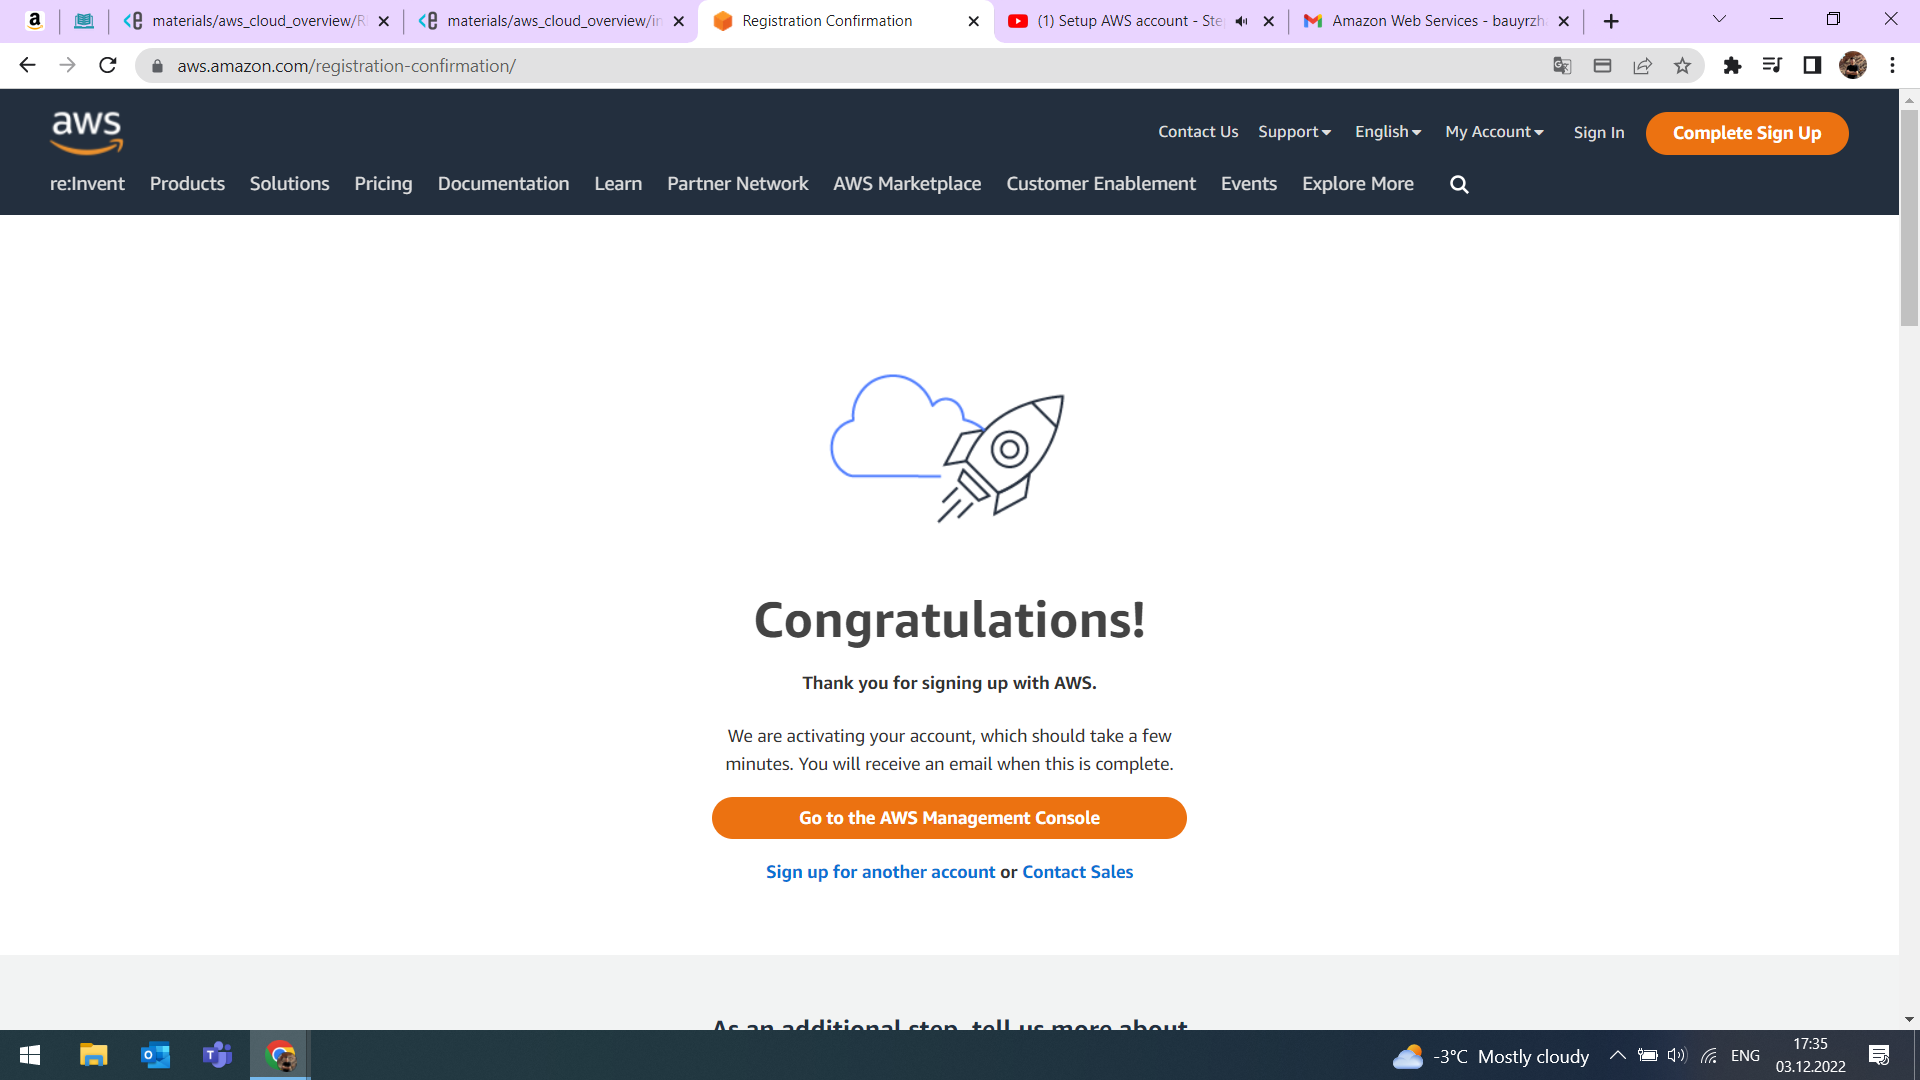 materials/aws_cloud_overview/R
materials/aws_cloud_overview/in
Registration Confirmation
(1) Setup AWS account - Step
Amazon Web Services - bauyrzh
aws.amazon.com/registration-confirmation/
aws
Contact Us
Support
English
My Account
Sign In
Complete Sign Up
re:Invent
Products
Solutions
Pricing
Documentation
Learn
Partner Network
AWS Marketplace
Customer Enablement
Events
Explore More
Congratulations!
Thank you for signing up with AWS.
We are activating your account, which should take a few
minutes. You will receive an email when this is complete.
Go to the AWS Management Console
Sign up for another account or Contact Sales
As an additional step, tell us more about
-3°C Mostly cloudy
ENG
17:35
03.12.2022